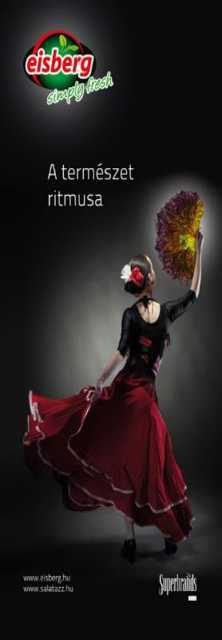 eisberg
simply fresh
A természet
ritmusa
www.eisberg.hu
www.salatazz.hu
Superbrands